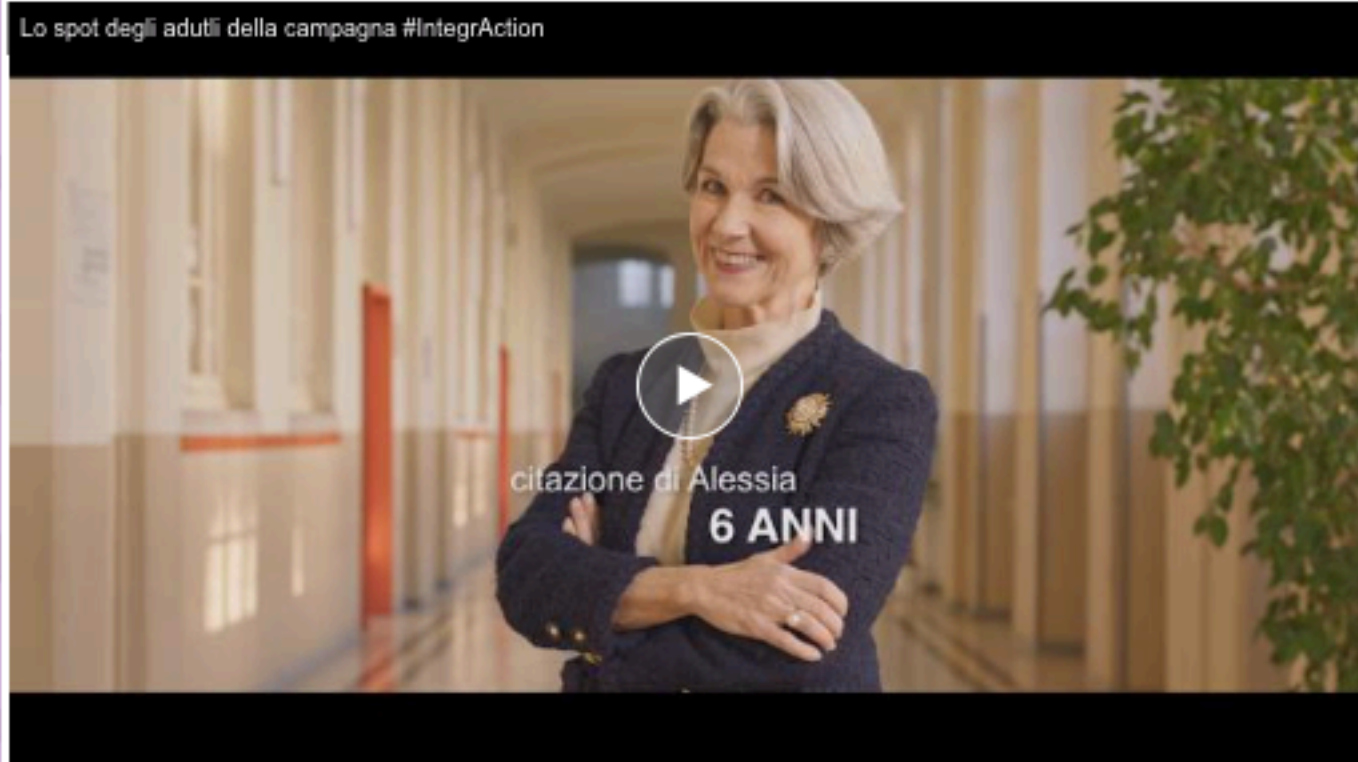 Lo spot degli adutli della campagna #IntegrAction
citazione di Alessia
6 ANNI